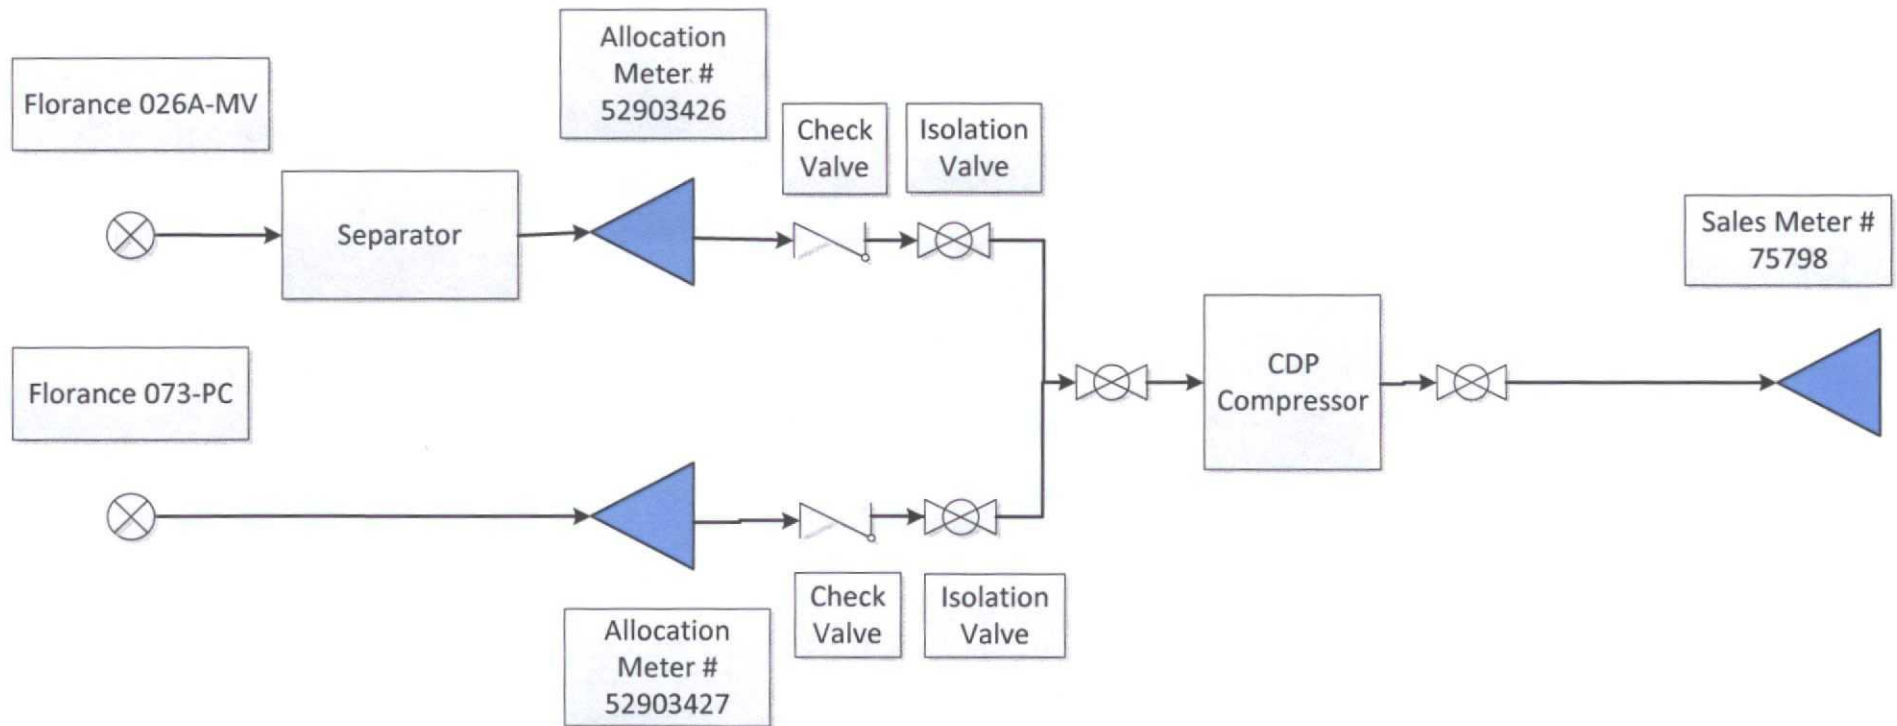 Florance 026A-MV
Allocation
Meter #
52903426
Check
Valve
Isolation
Valve
Separator
Sales Meter #
75798
Florance 073-PC
CDP
Compressor
Check
Valve
Isolation
Valve
Allocation
Meter #
52903427